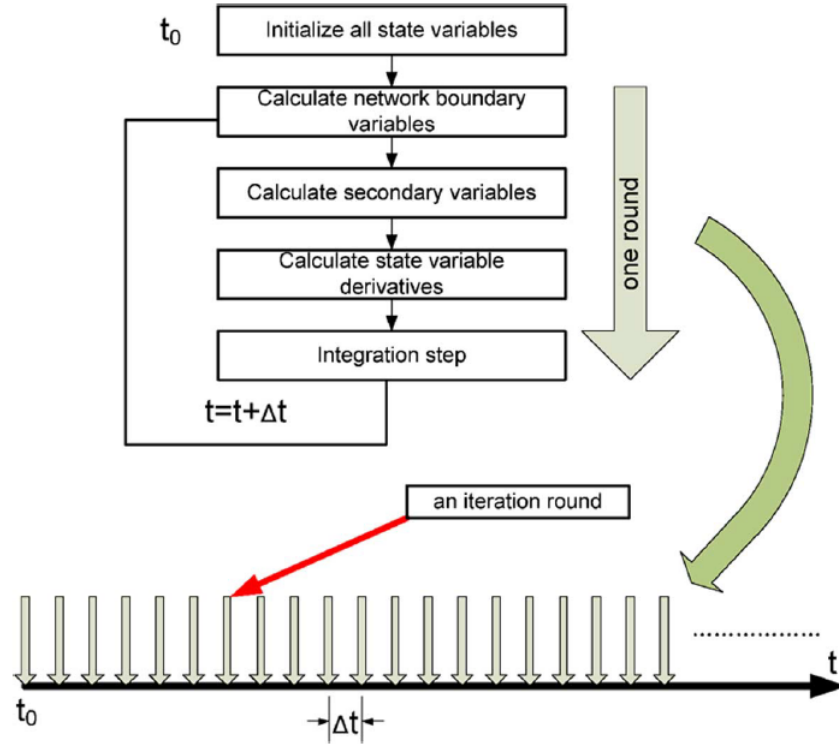 t₀
Initialize all state variables
Calculate network boundary
variables
Calculate secondary variables
Calculate state variable
derivatives
Integration step
t=t+Δt
one round
an iteration round
t
t₀
Δt